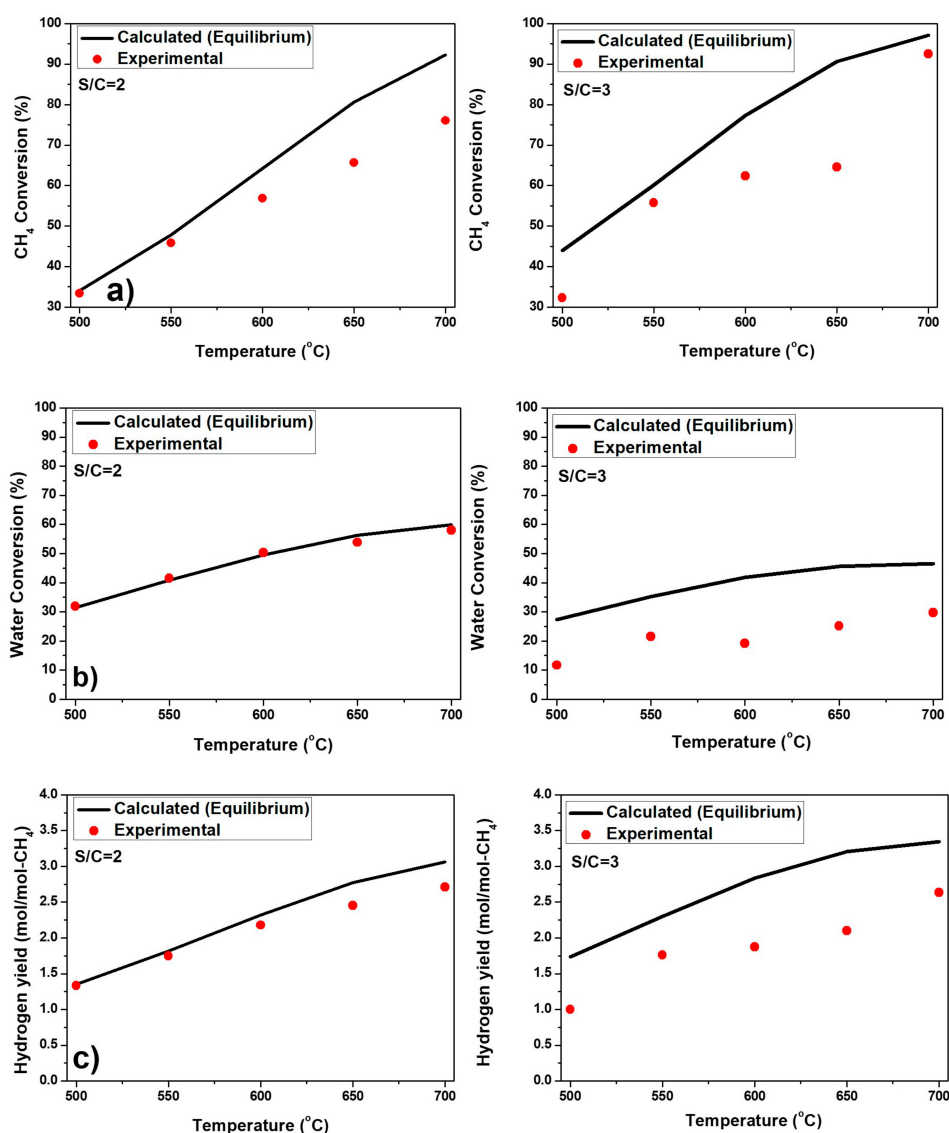 100
90
80
70
60
50
40
30
CH₄ Conversion (%)
Calculated (Equilibrium)
Experimental
S/C=2
a)
500 550 600 650 700
Temperature (°C)
100
90
80
70
60
50
40
30
CH₄ Conversion (%)
Calculated (Equilibrium)
Experimental
S/C=3
500 550 600 650 700
Temperature (°C)
100
90
80
70
60
50
40
30
20
10
0
Water Conversion (%)
Calculated (Equilibrium)
Experimental
S/C=2
b)
500 550 600 650 700
Temperature (°C)
100
90
80
70
60
50
40
30
20
10
0
Water Conversion (%)
Calculated (Equilibrium)
Experimental
S/C=3
500 550 600 650 700
Temperature (°C)
4.0
3.5
3.0
2.5
2.0
1.5
1.0
0.5
0.0
Hydrogen yield (mol/mol-CH₄)
Calculated (Equilibrium)
Experimental
S/C=2
c)
500 550 600 650 700
Temperature (°C)
4.0
3.5
3.0
2.5
2.0
1.5
1.0
0.5
0.0
Hydrogen yield (mol/mol-CH₄)
Calculated (Equilibrium)
Experimental
S/C=3
500 550 600 650 700
Temperature (°C)